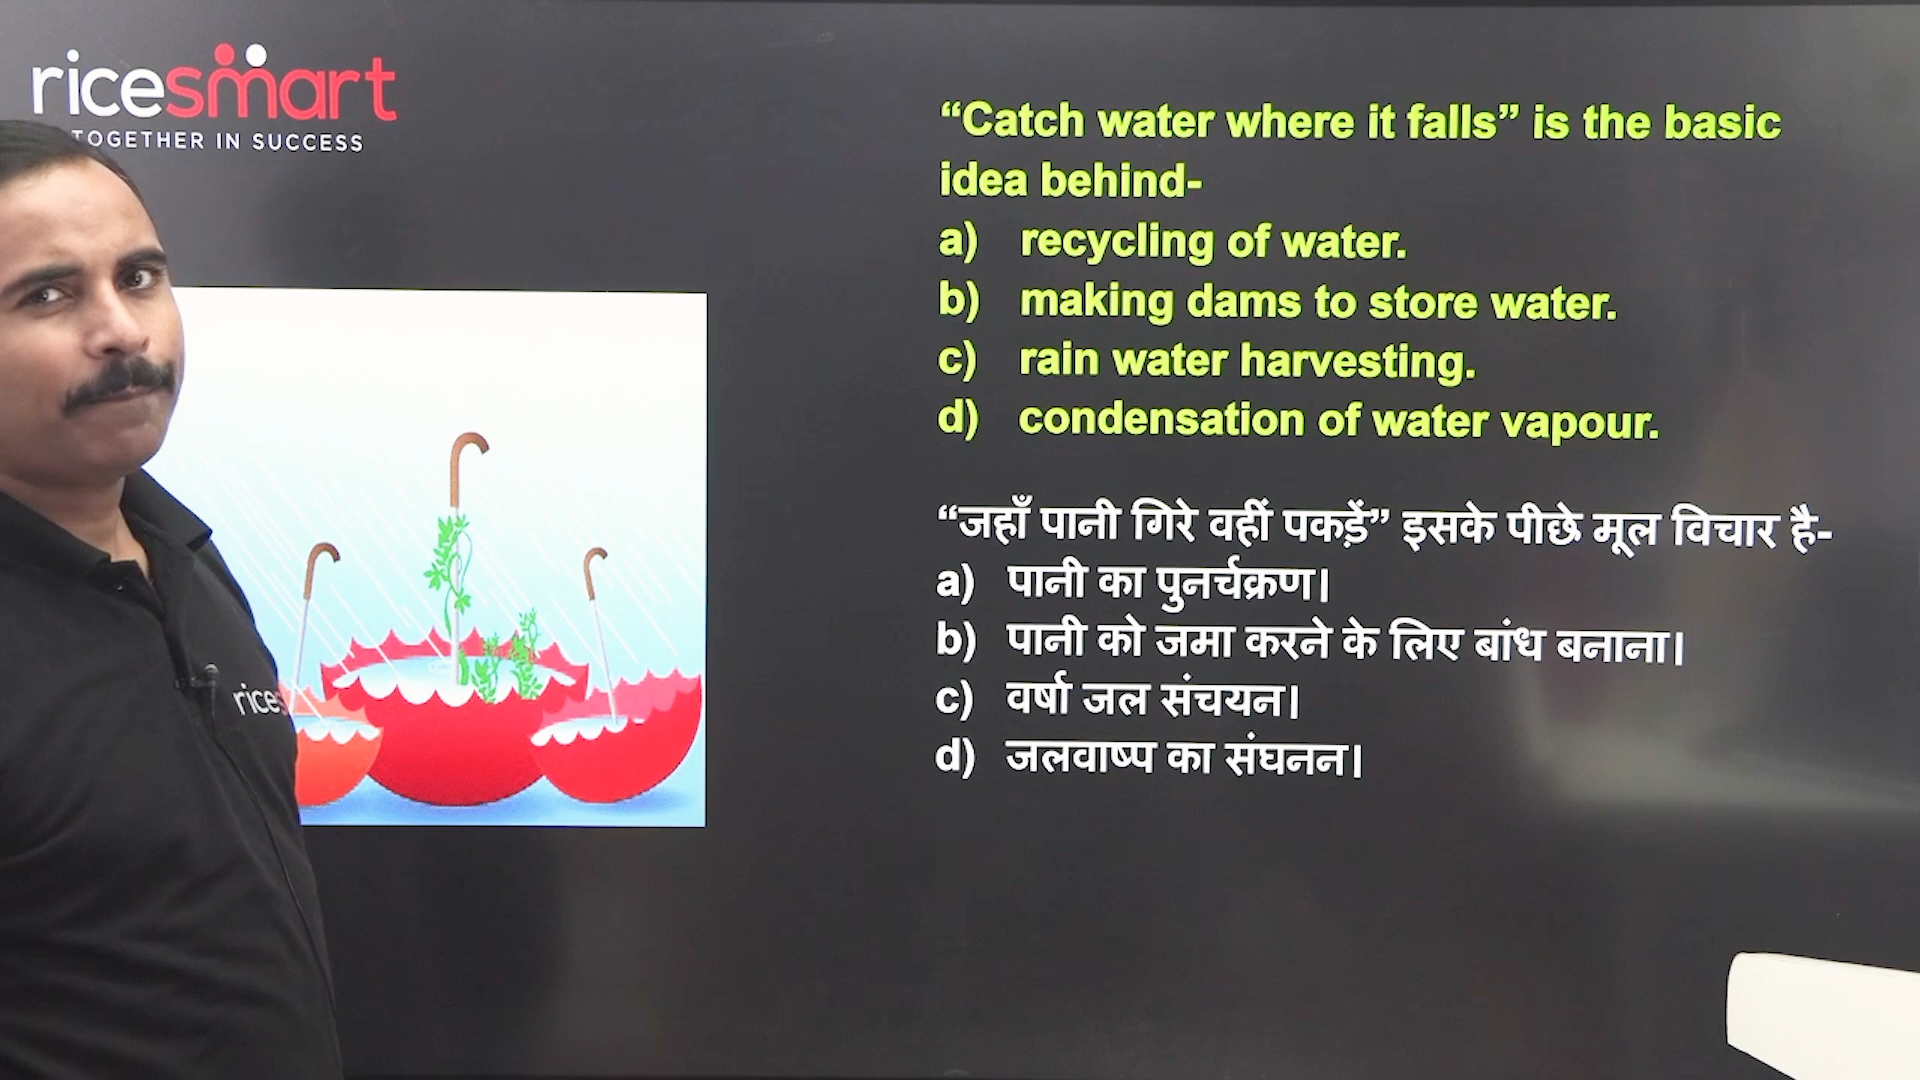 ricesmart
TOGETHER IN SUCCESS
“Catch water where it falls” is the basic
idea behind-
a) recycling of water.
b) making dams to store water.
c) rain water harvesting.
d) condensation of water vapour.
“जहाँ पानी गिरे वहीं पकड़ें” इसके पीछे मूल विचार है-
a) पानी का पुनर्चक्रण।
b) पानी को जमा करने के लिए बांध बनाना।
c) वर्षा जल संचयन।
d) जलवाष्प का संघनन।
rices